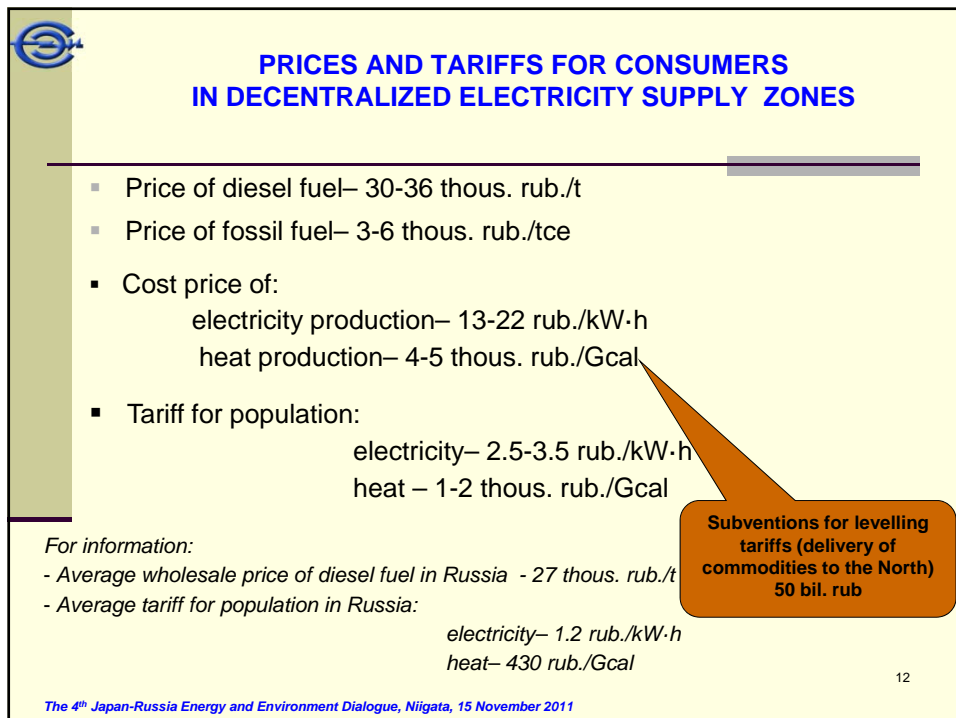 PRICES AND TARIFFS FOR CONSUMERS
IN DECENTRALIZED ELECTRICITY SUPPLY ZONES
▪ Price of diesel fuel– 30-36 thous. rub./t
▪ Price of fossil fuel– 3-6 thous. rub./tce
▪ Cost price of:
electricity production– 13-22 rub./kW·h
heat production– 4-5 thous. rub./Gcal
▪ Tariff for population:
electricity– 2.5-3.5 rub./kW·h
heat – 1-2 thous. rub./Gcal
Subventions for levelling
tariffs (delivery of
commodities to the North)
50 bil. rub
For information:
- Average wholesale price of diesel fuel in Russia - 27 thous. rub./t
- Average tariff for population in Russia:
electricity– 1.2 rub./kW·h
heat– 430 rub./Gcal
12
The 4th Japan-Russia Energy and Environment Dialogue, Niigata, 15 November 2011